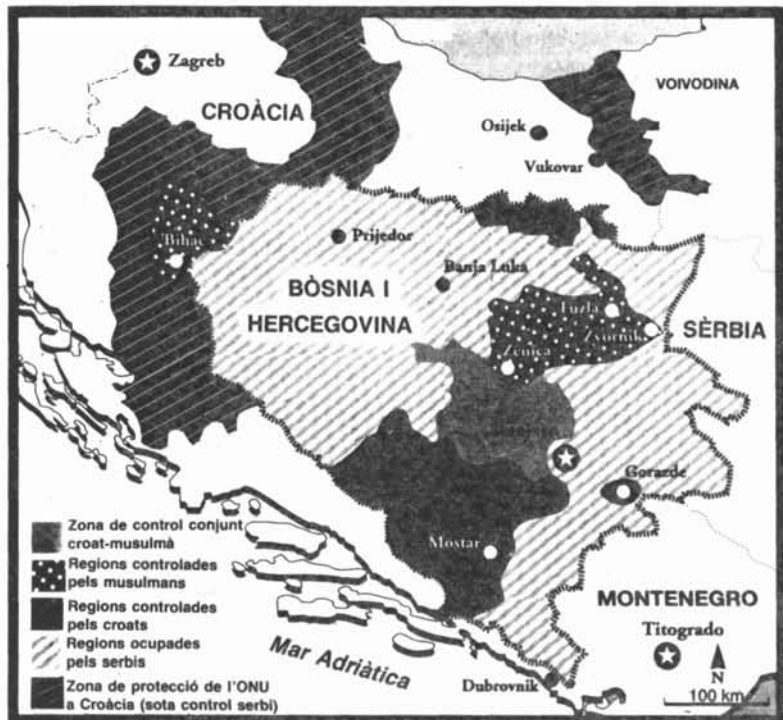 Zagreb
CROÀCIA
VOIVODINA
Osijek
Vukovar
Bihac
Prijedor
Banja Luka
BÒSNIA I
HERCEGOVINA
Tuzla
Zvornik
SÈRBIA
Zenica
Sarajevo
Gorazde
Mostar
Zona de control conjunt
croat-musulmà
Regions controlades
pels musulmans
Regions controlades
pels croats
Regions ocupades
pels serbis
Zona de protecció de l'ONU
a Croàcia (sota control serbi)
Mar Adriàtica
Dubrovnik
MONTENEGRO
Titogrado
N
100 km